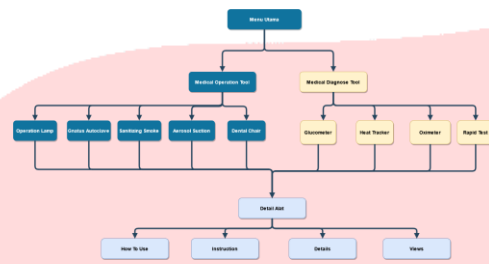 Menu Utama
Medical Operation Tool
Medical Diagnose Tool
Operation Lamp
Gnatus Autoclave
Sanitizing Smoke
Aerosol Suction
Dental Chair
Glucometer
Heat Tracker
Oximeter
Rapid Test
Detail Alat
How To Use
Instruction
Details
Views